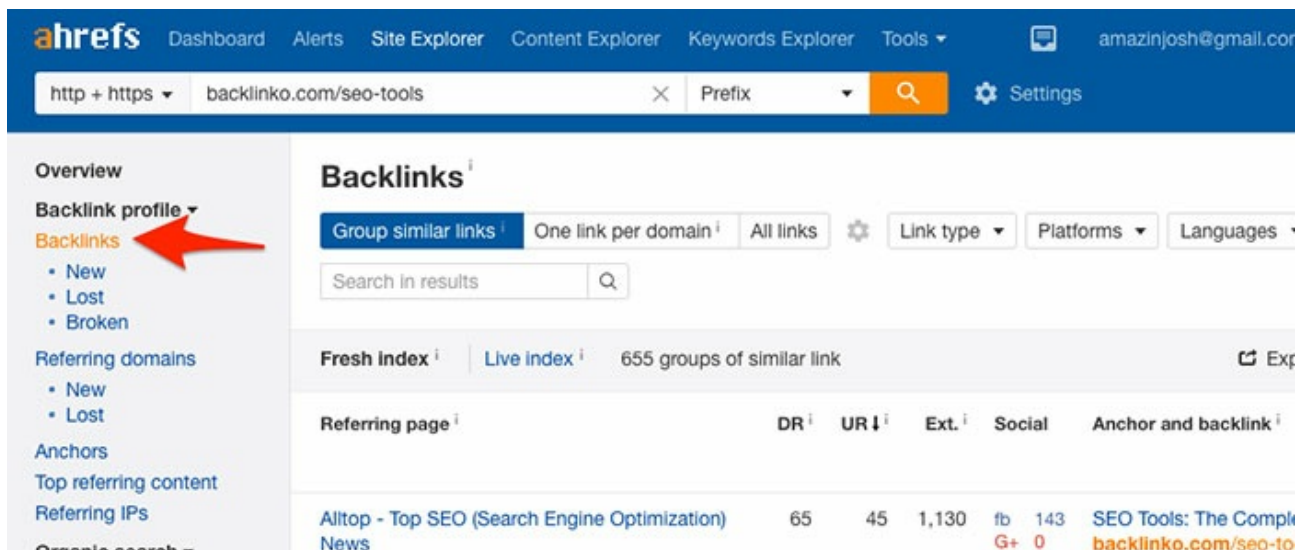 ahrefs Dashboard Alerts Site Explorer Content Explorer Keywords Explorer Tools amazinjosh@gmail.com
http + https backlinko.com/seo-tools Prefix Settings
Overview
Backlink profile
Backlinks
New
Lost
Broken
Referring domains
New
Lost
Anchors
Top referring content
Referring IPs
Organic search
Backlinks i
Group similar links i One link per domain i All links Link type Platforms Languages
Search in results
Fresh index i Live index i 655 groups of similar link Exp
Referring page i DR i UR i Ext. i Social Anchor and backlink i
Alltop - Top SEO (Search Engine Optimization) 65 45 1,130 fb 143 SEO Tools: The Comple
News G+ 0 backlinko.com/seo-to